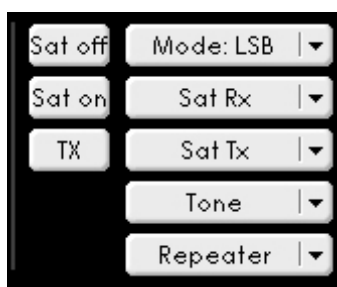 Sat off Mode: LSB
Sat on Sat Rx
TX Sat Tx
Tone
Repeater